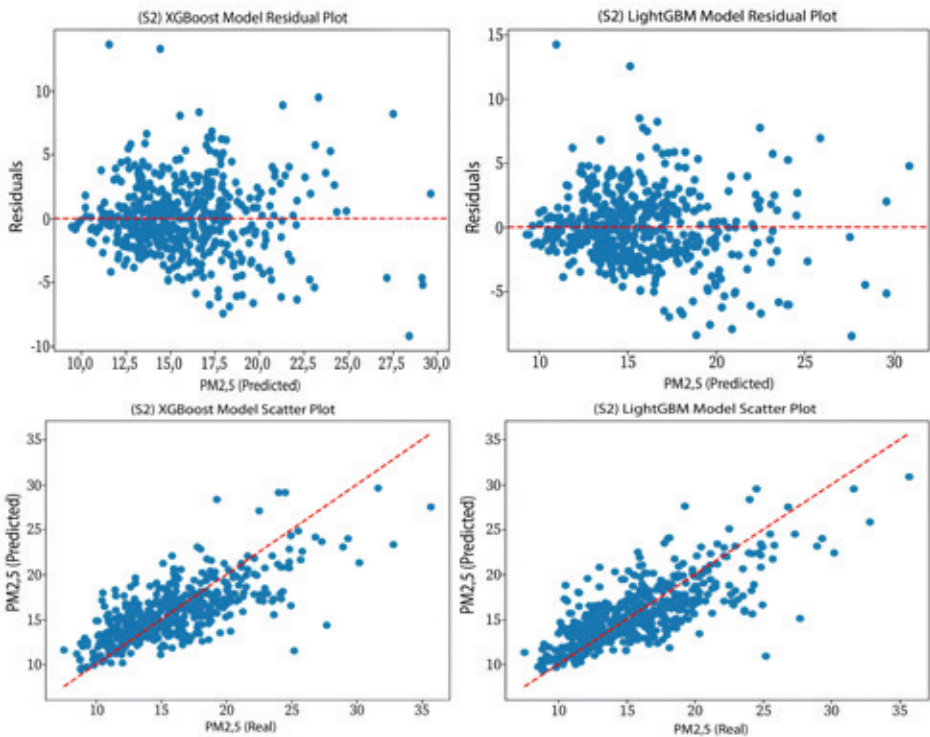 (S2) XGBoost Model Residual Plot
10
5
0
-5
-10
Residuals
10,0 12,5 15,0 17,5 20,0 22,5 25,0 27,5 30,0
PM2,5 (Predicted)
(S2) LightGBM Model Residual Plot
15
10
5
0
-5
Residuals
10 15 20 25 30
PM2,5 (Predicted)
(S2) XGBoost Model Scatter Plot
35
30
25
20
15
10
PM2,5 (Predicted)
10 15 20 25 30 35
PM2,5 (Real)
(S2) LightGBM Model Scatter Plot
35
30
25
20
15
10
PM2,5 (Predicted)
10 15 20 25 30 35
PM2,5 (Real)